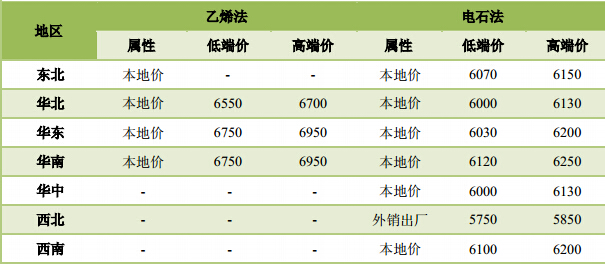 地区 乙烯法 电石法
属性 低端价 高端价 属性 低端价 高端价
东北 本地价 - - 本地价 6070 6150
华北 本地价 6550 6700 本地价 6000 6130
华东 本地价 6750 6950 本地价 6030 6200
华南 本地价 6750 6950 本地价 6120 6250
华中 - - - 本地价 6000 6130
西北 - - - 外销出厂 5750 5850
西南 - - - 本地价 6100 6200